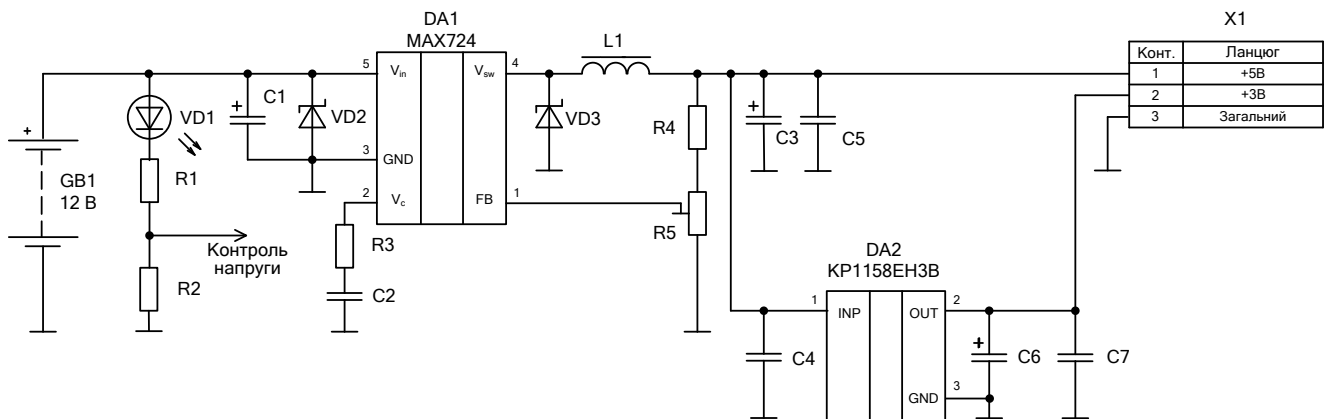 DA1
MAX724
L1
X1
Конт. Ланцюг
1 +5В
2 +3В
3 Загальний
5 Vin Vsw 4
C1
+
VD1
VD2
VD3
R4
+
C3
C5
3 GND
+
GB1
12 В
R1
2 Vc FB 1
R5
Контроль
напруги
R3
DA2
КР1158ЕН3В
R2
C2
1 INP OUT 2
C4
+
C6
C7
GND 3